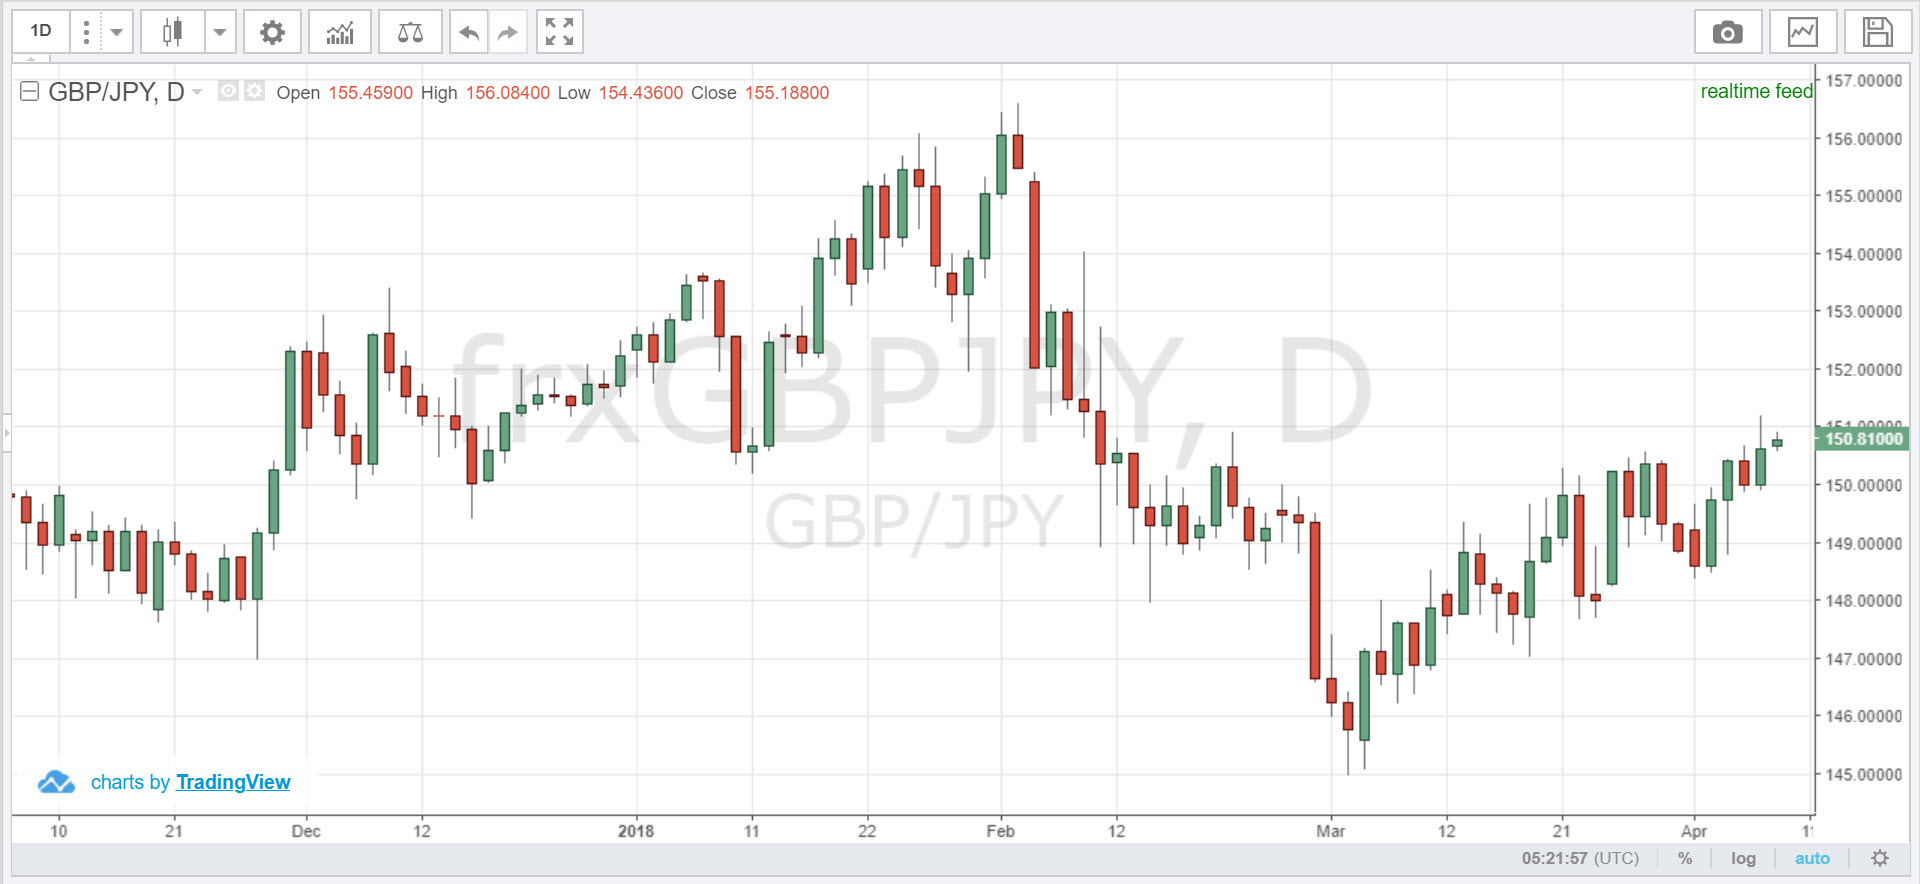 1D
GBP/JPY, D Open 155.45900 High 156.08400 Low 154.43600 Close 155.18800
realtime feed
157.00000
156.00000
155.00000
154.00000
153.00000
152.00000
150.81000
150.00000
149.00000
148.00000
147.00000
146.00000
145.00000
frxGBPJPY, D
GBP/JPY
charts by TradingView
10 21 Dec 12 2018 11 22 Feb 12 Mar 12 21 Apr
05:21:57 (UTC) % log auto